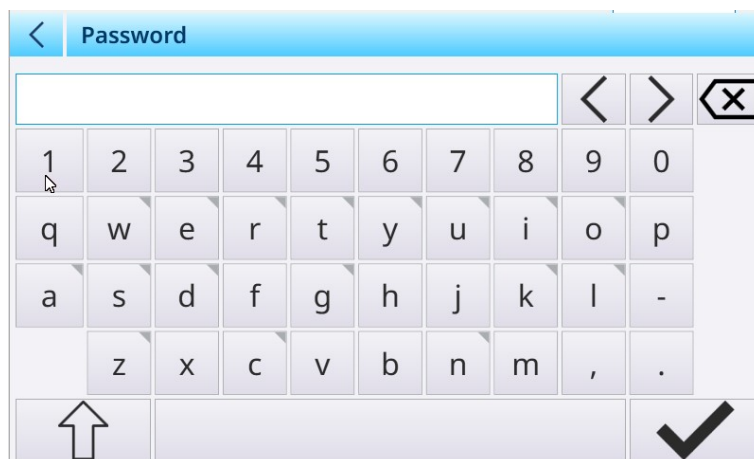 Password
1 2 3 4 5 6 7 8 9 0
q w e r t y u i o p
a s d f g h j k l -
z x c v b n m , .